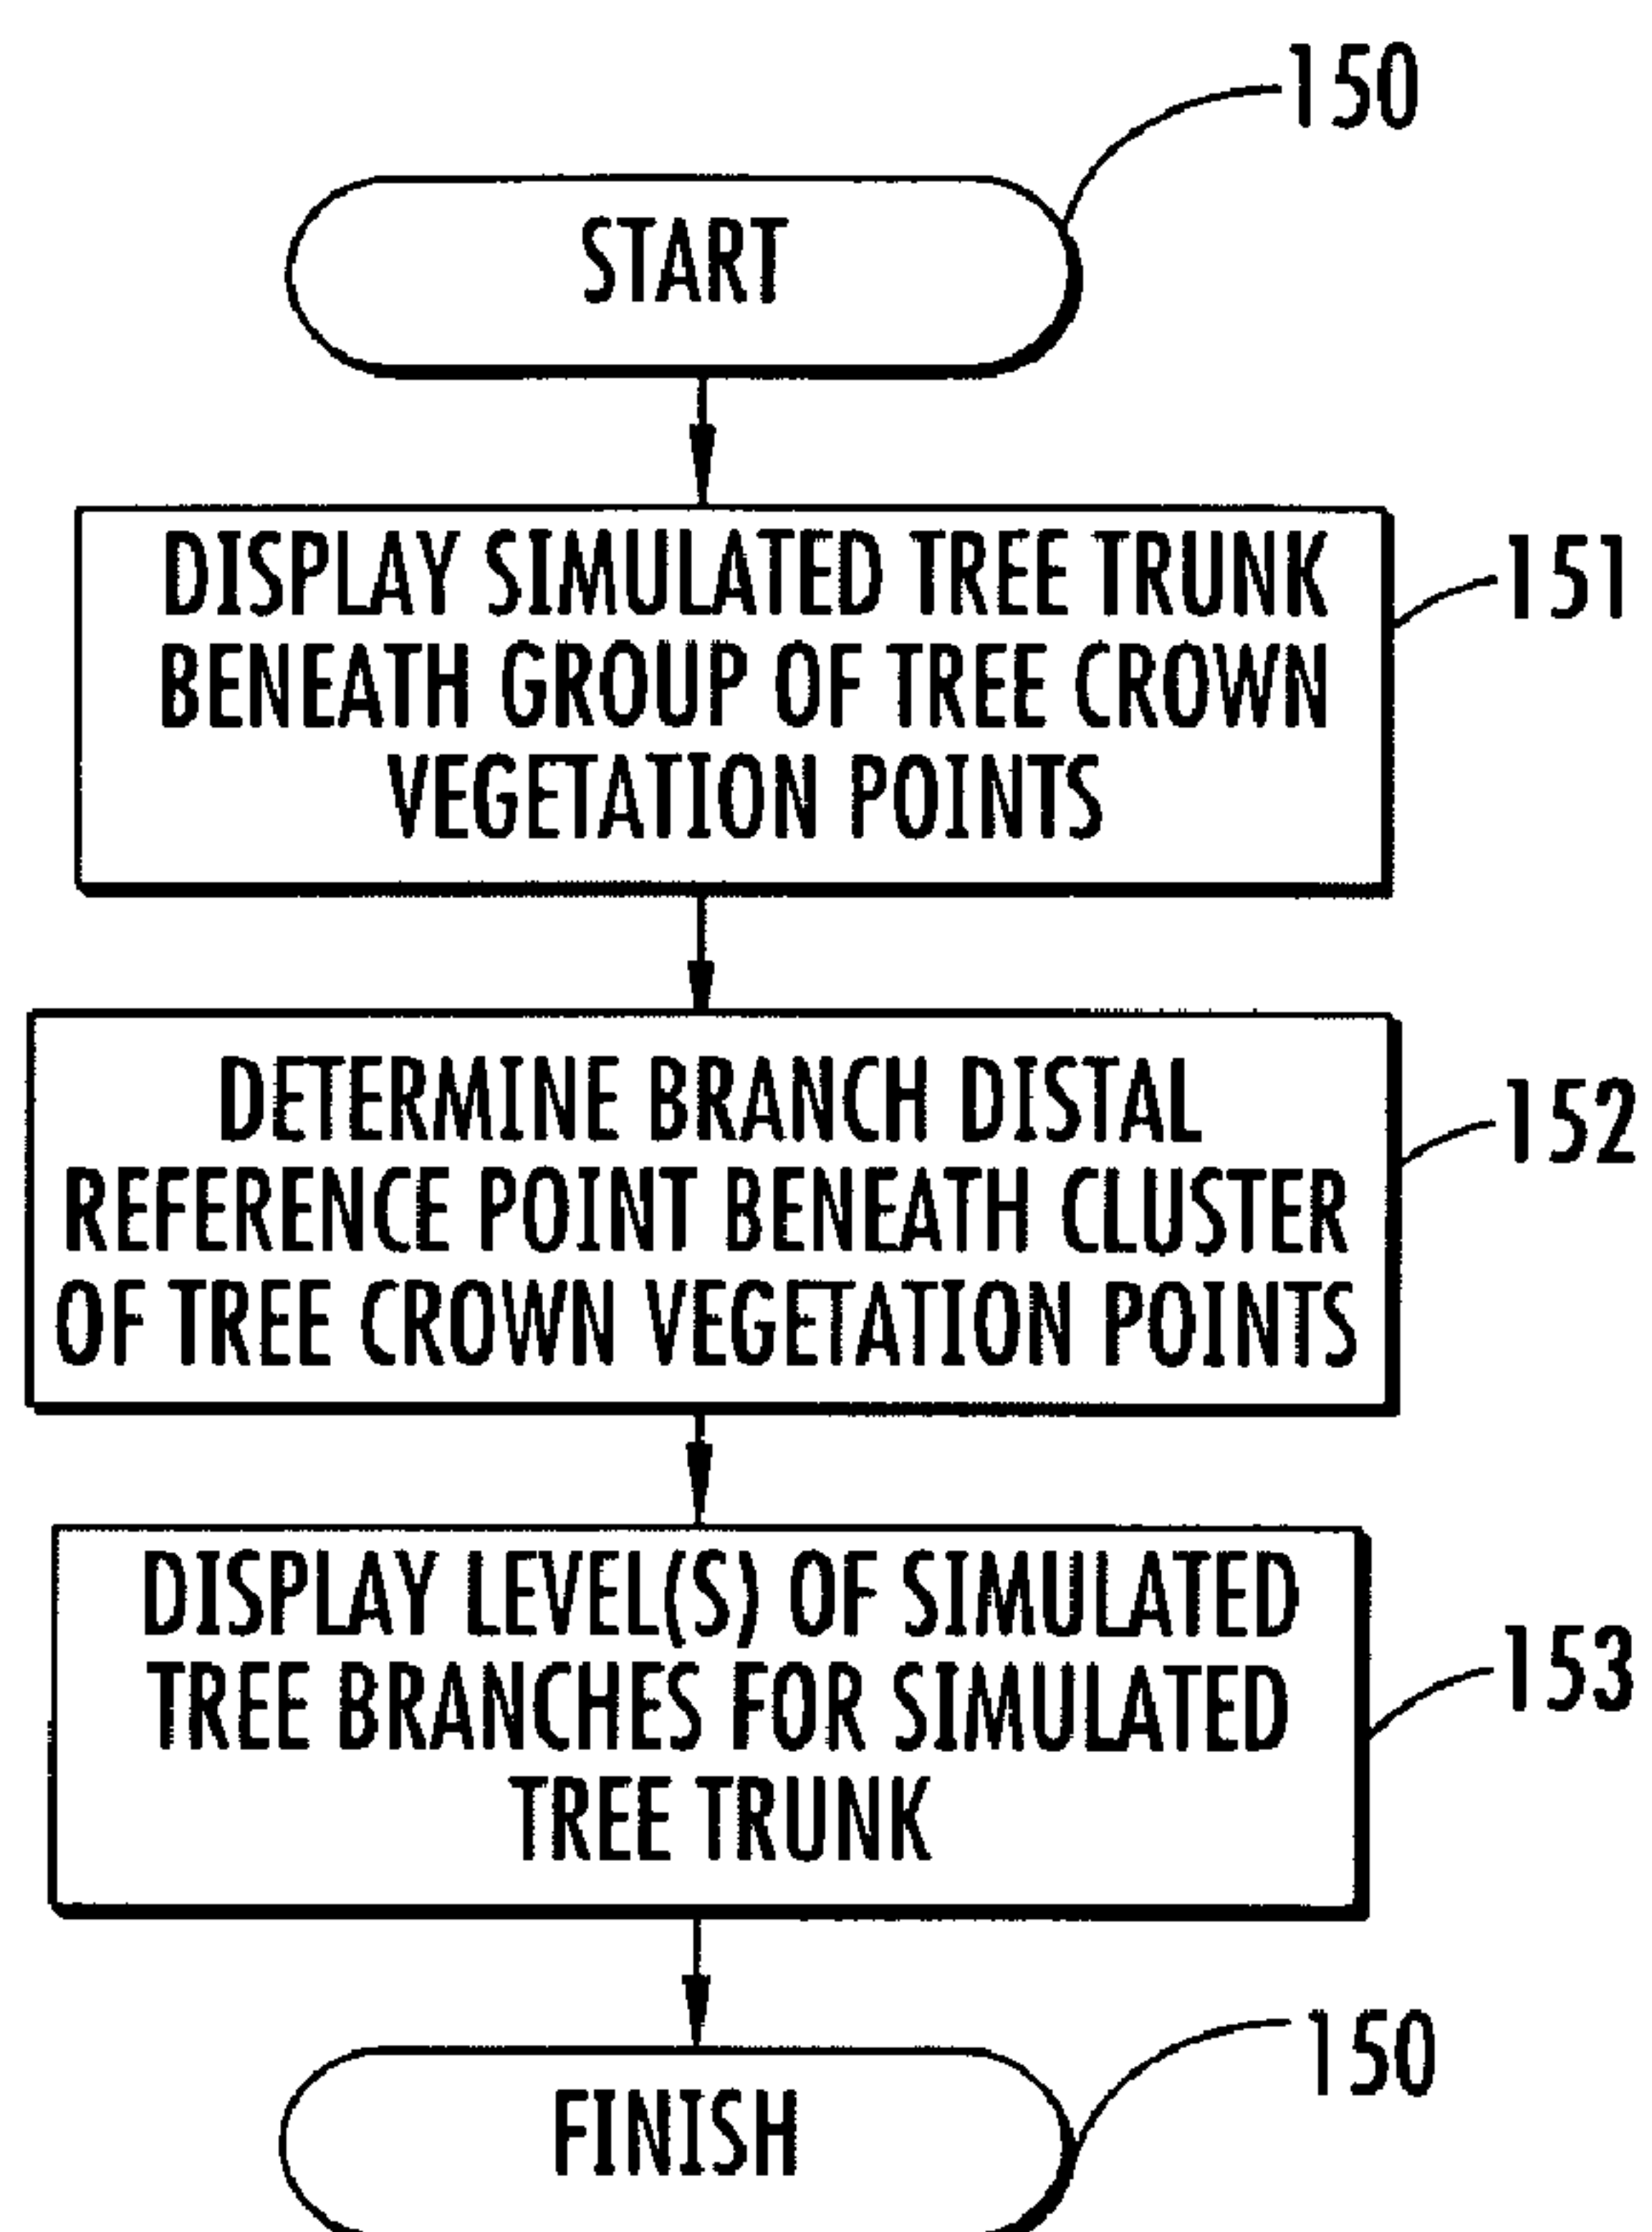 150
START
DISPLAY SIMULATED TREE TRUNK
BENEATH GROUP OF TREE CROWN
VEGETATION POINTS
151
DETERMINE BRANCH DISTAL
REFERENCE POINT BENEATH CLUSTER
OF TREE CROWN VEGETATION POINTS
152
DISPLAY LEVEL(S) OF SIMULATED
TREE BRANCHES FOR SIMULATED
TREE TRUNK
153
150
FINISH